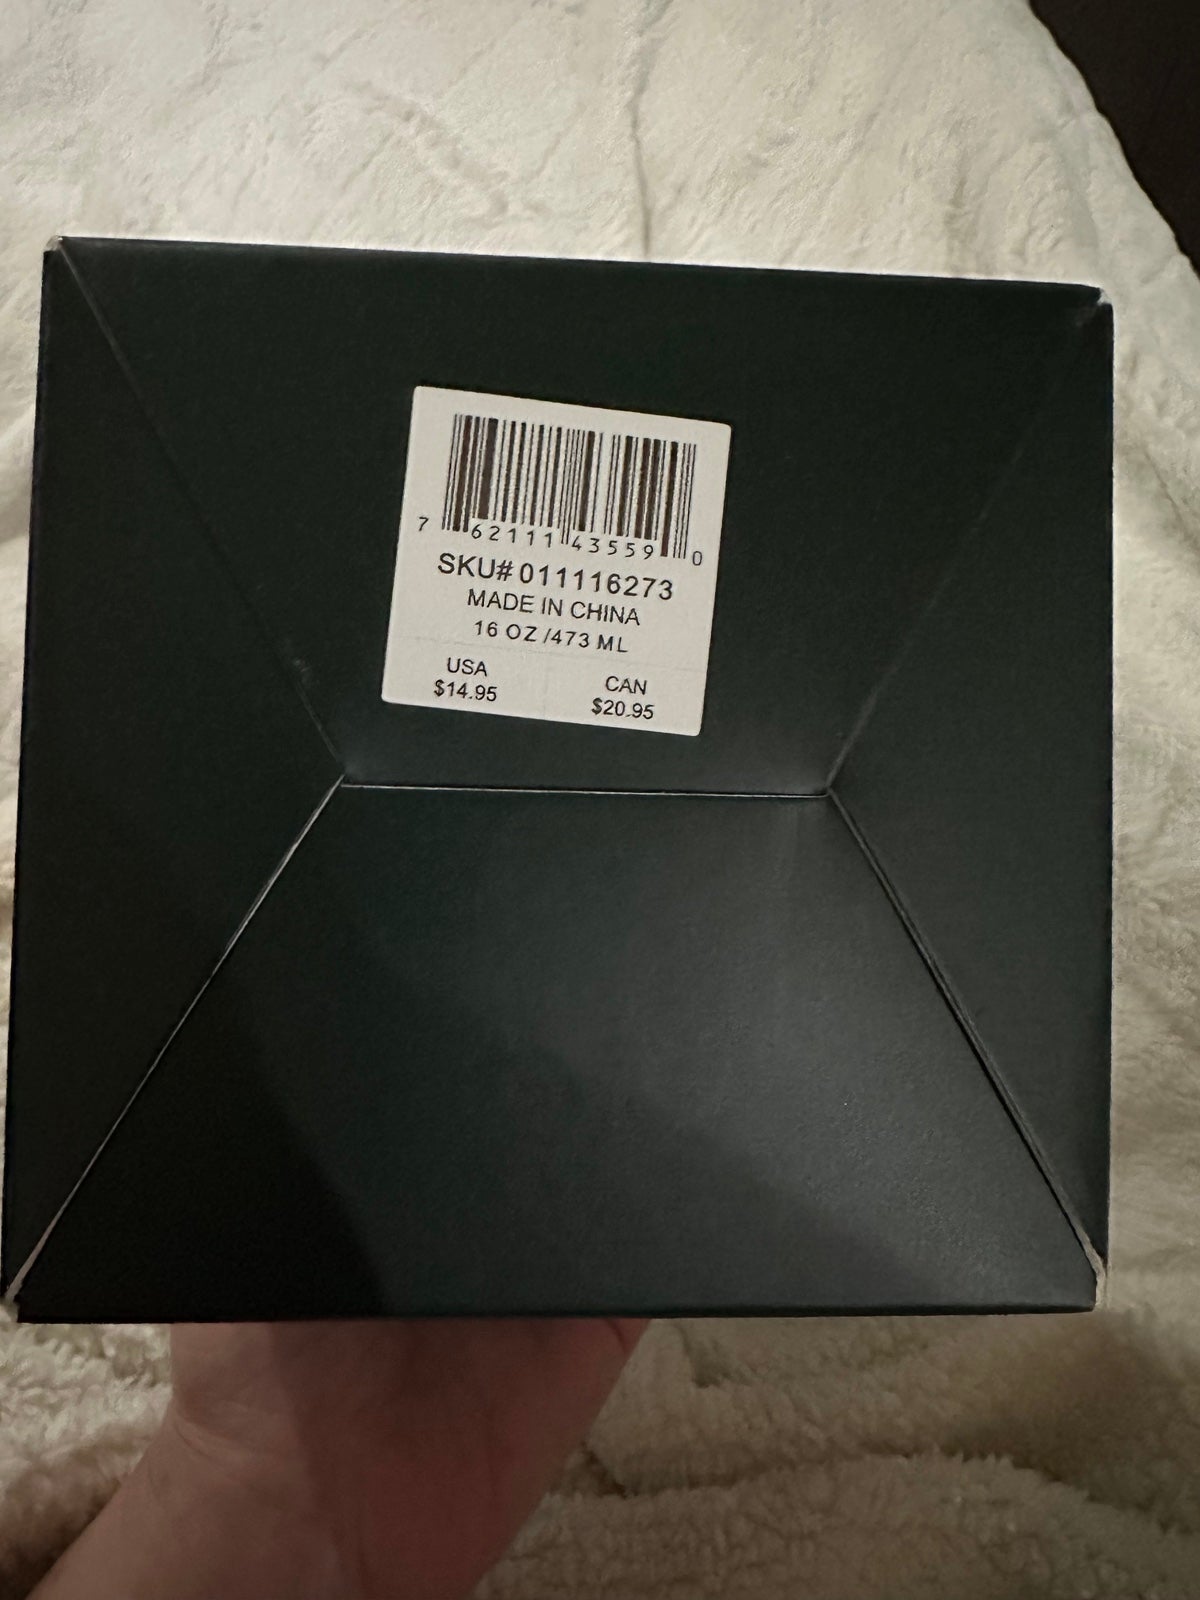 7 62111 43559 0
SKU# 011116273
MADE IN CHINA
16 OZ /473 ML
USA CAN
$14.95 $20.95